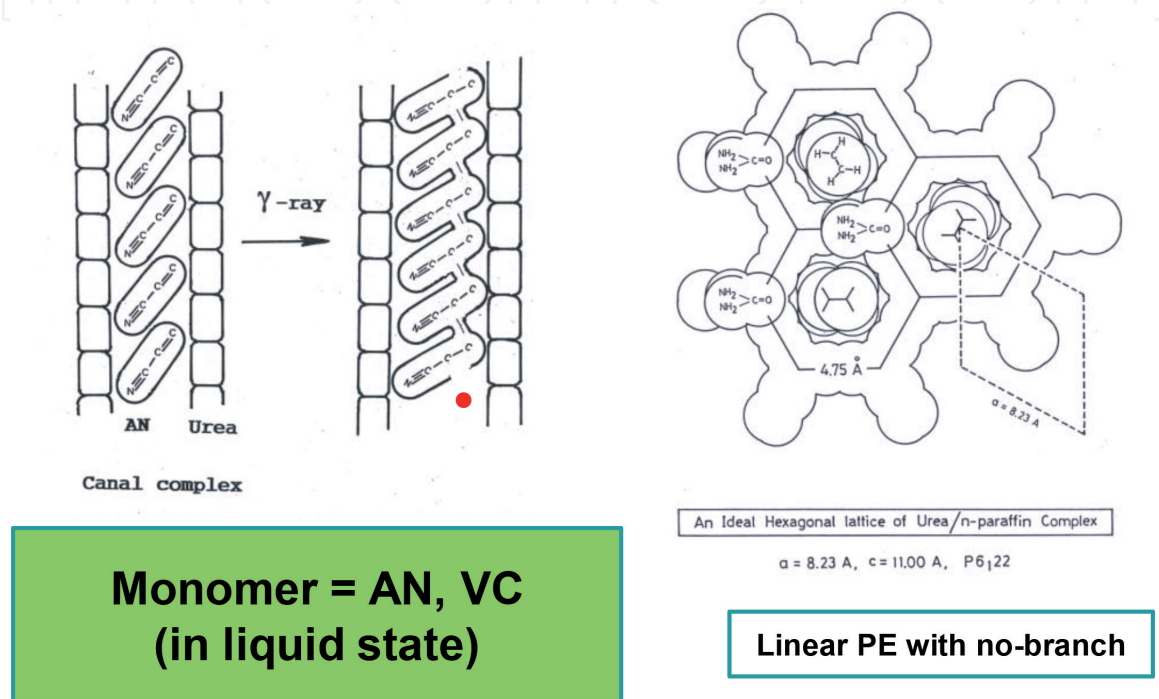 N≡C-C=C
N≡C-C=C
N≡C-C=C
N≡C-C=C
N≡C-C=C
γ-ray
N≡C-C-C
N≡C-C-C
N≡C-C-C
N≡C-C-C
N≡C-C-C
N≡C-C-C
AN Urea
Canal complex
Monomer = AN, VC
(in liquid state)
H
H-C
C-H
H
NH2
NH2 >C=O
NH2
NH2 >C=O
NH2
NH2 >C=O
4.75 Å
a = 8.23 A
An Ideal Hexagonal lattice of Urea/n-paraffin Complex
a = 8.23 A, c = 11.00 A, P6122
Linear PE with no-branch